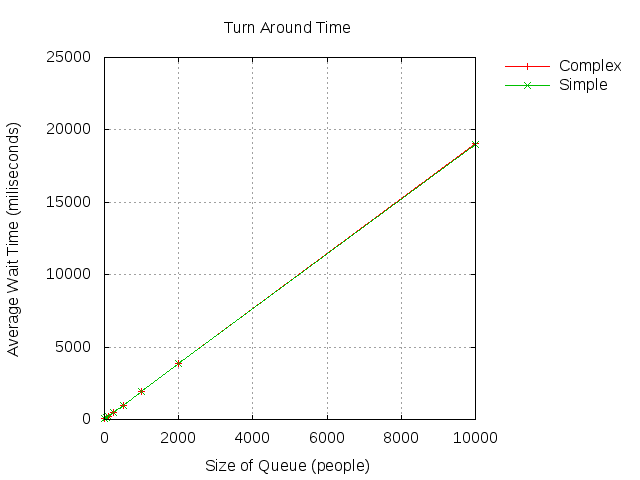 Turn Around Time
25000
20000
15000
10000
5000
0
Average Wait Time (miliseconds)
0 2000 4000 6000 8000 10000
Size of Queue (people)
Complex
Simple